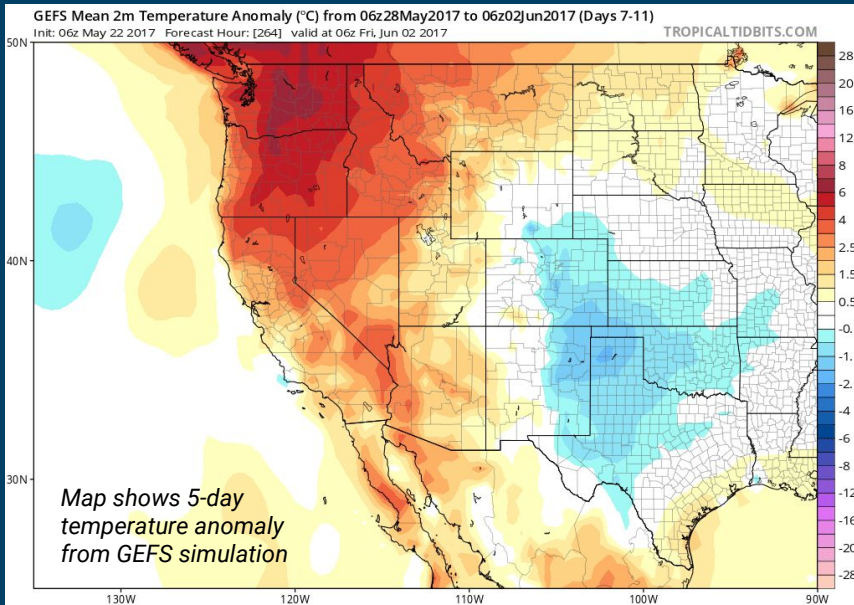 GEFS Mean 2m Temperature Anomaly (°C) from 06z28May2017 to 06z02Jun2017 (Days 7-11)
Init: 06z May 22 2017 Forecast Hour: [264] valid at 06z Fri, Jun 02 2017 TROPICALTIDBITS.COM
50N
40N
30N
130W 120W 110W 100W 90W
28
20
16
12
8
6
4
2.5
1.5
0.5
-0.
-1.
-2.
-4
-6
-8
-12
-16
-20
-28
Map shows 5-day
temperature anomaly
from GEFS simulation